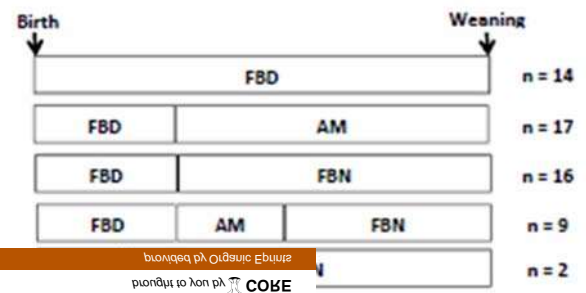 Birth Weaning
FBD n = 14
FBD AM n = 17
FBD FBN n = 16
FBD AM FBN n = 9
n = 2
provided by Organic Eprints
brought to you by CORE